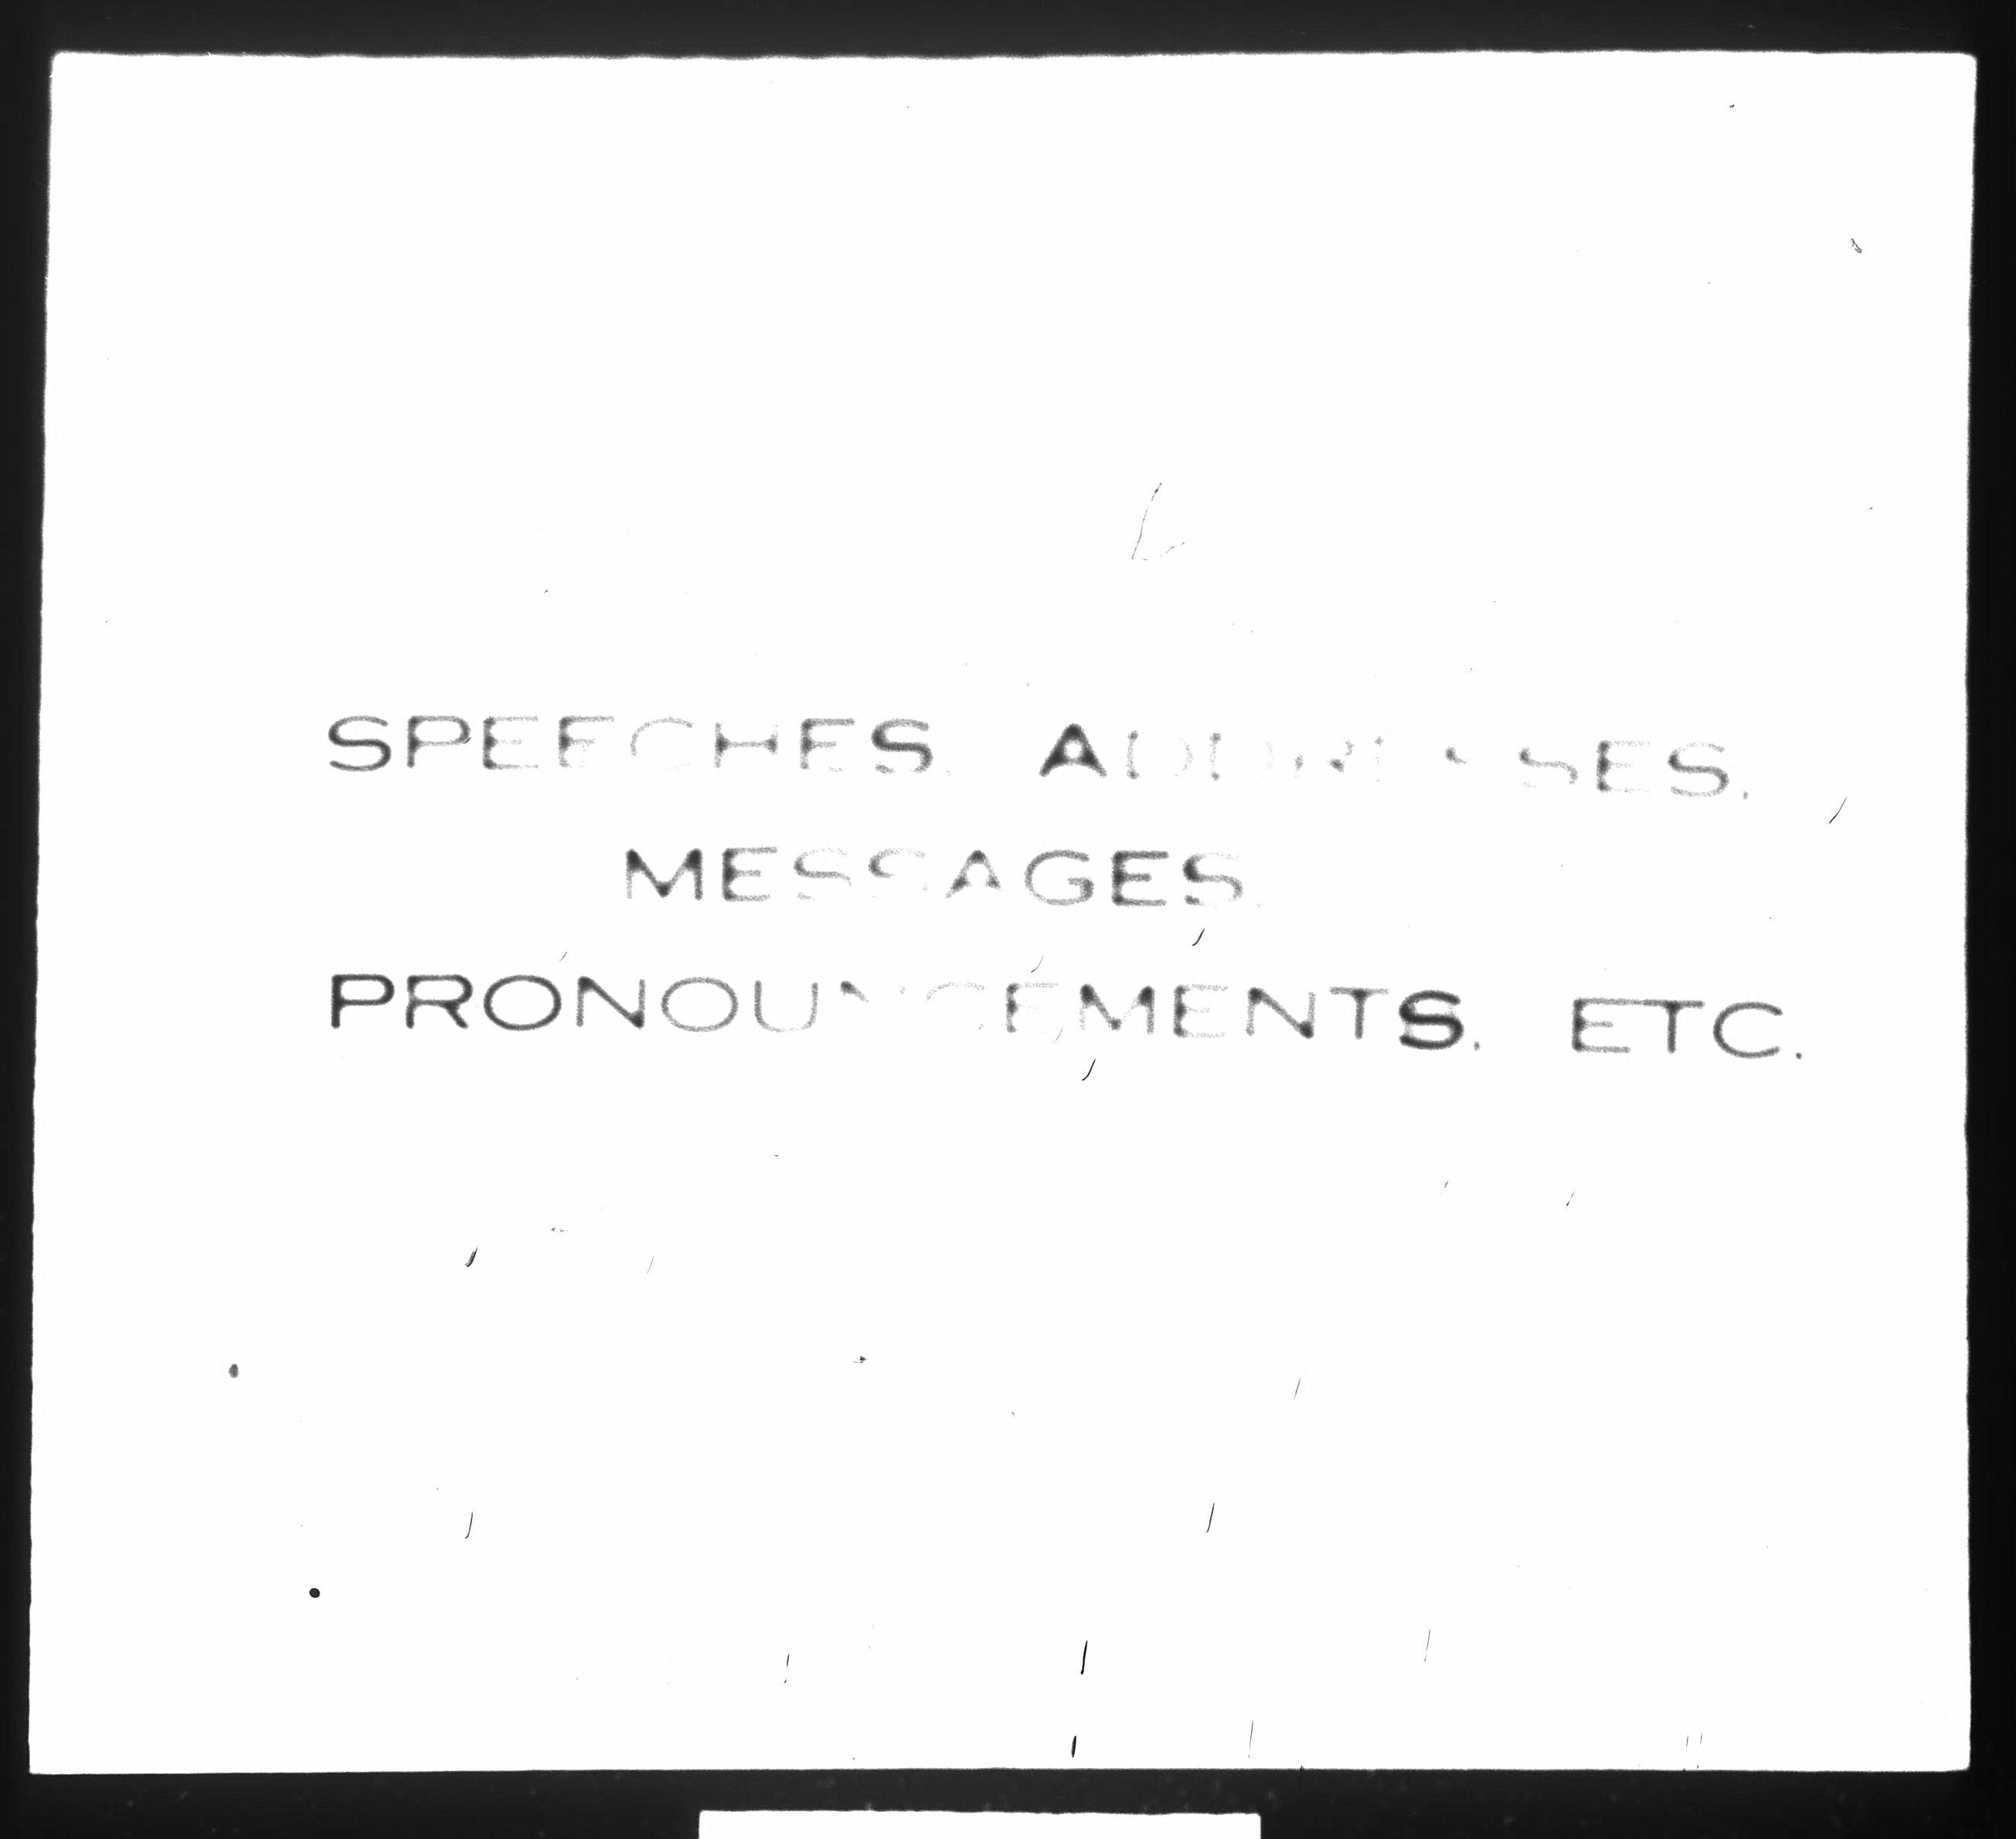 SPEECHES. ADDRESSES.
MESSAGES.
PRONOUNCEMENTS. ETC.